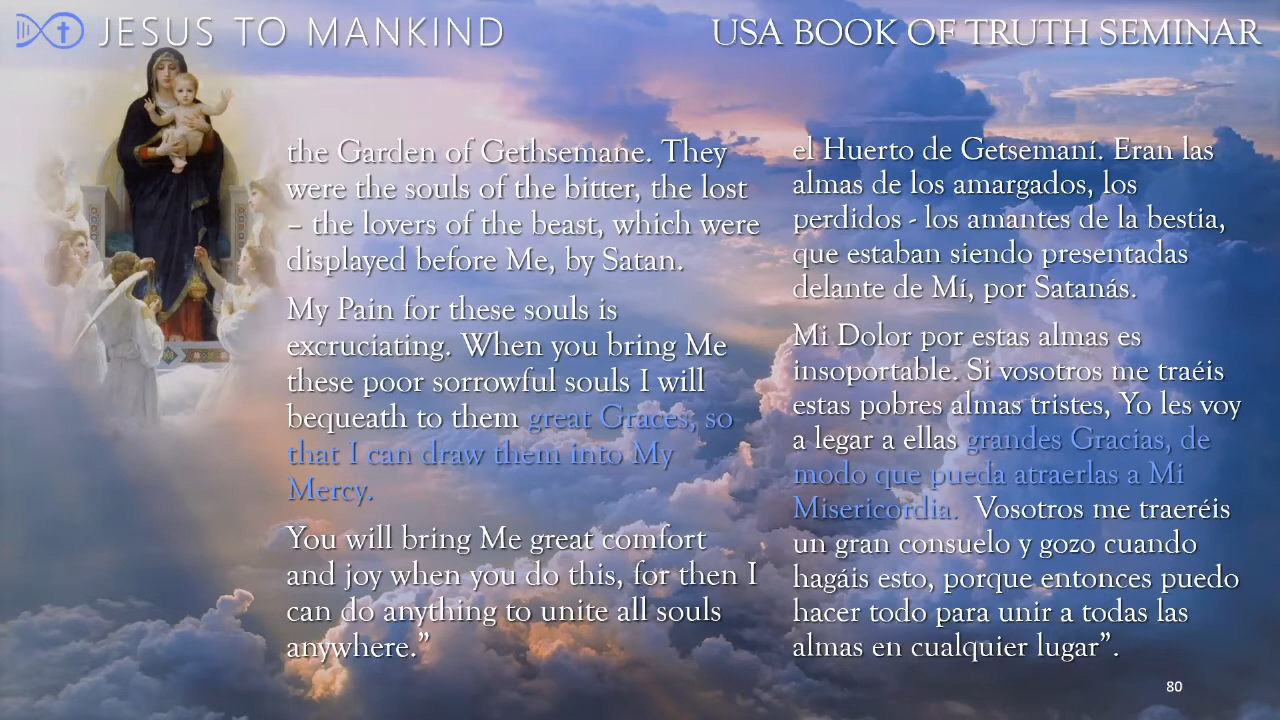 JESUS TO MANKIND
USA BOOK OF TRUTH SEMINAR
the Garden of Gethsemane. They
were the souls of the bitter, the lost
– the lovers of the beast, which were
displayed before Me, by Satan.
My Pain for these souls is
excruciating. When you bring Me
these poor sorrowful souls I will
bequeath to them great Graces, so
that I can draw them into My
Mercy.
You will bring Me great comfort
and joy when you do this, for then I
can do anything to unite all souls
anywhere.”
el Huerto de Getsemaní. Eran las
almas de los amargados, los
perdidos - los amantes de la bestia,
que estaban siendo presentadas
delante de Mí, por Satanás.
Mi Dolor por estas almas es
insoportable. Si vosotros me traéis
estas pobres almas tristes, Yo les voy
a legar a ellas grandes Gracias, de
modo que pueda atraerlas a Mi
Misericordia. Vosotros me traeréis
un gran consuelo y gozo cuando
hagáis esto, porque entonces puedo
hacer todo para unir a todas las
almas en cualquier lugar”.
80